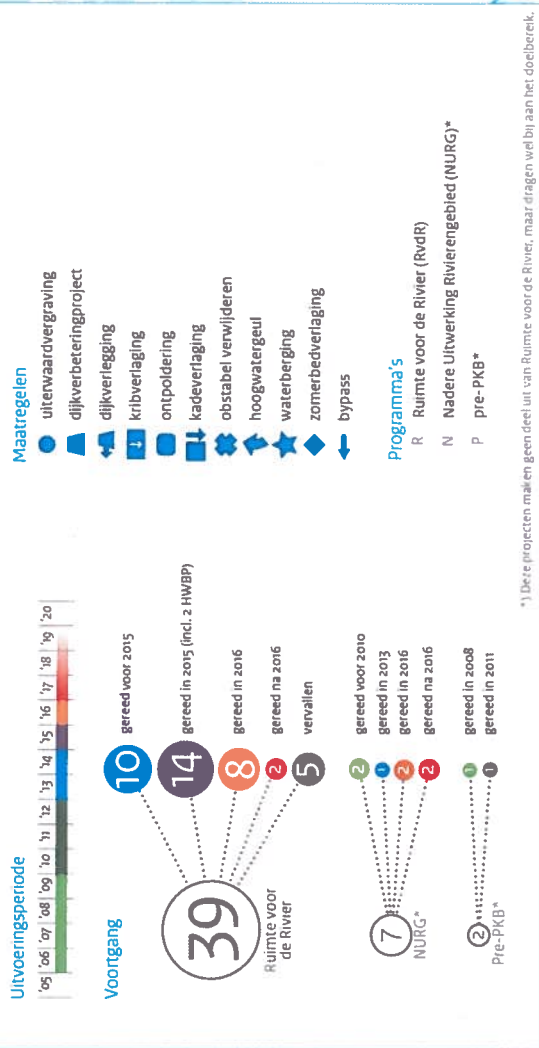 Uitvoeringsperiode
'05 '06 '07 '08 '09 '10 '11 '12 '13 '14 '15 '16 '17 '18 '19 '20
Voortgang
39
Ruimte voor
de Rivier
10 gereed voor 2015
14 gereed in 2015 (incl. 2 HWBP)
8 gereed in 2016
2 gereed na 2016
5 vervallen
7
NURG*
2 gereed voor 2010
1 gereed in 2013
2 gereed in 2016
2 gereed na 2016
2
Pre-PKB*
1 gereed in 2008
1 gereed in 2011
Maatregelen
uiterwaardvergraving
dijkverbeteringproject
dijkverlegging
kribverlaging
ontpoldering
kadeverlaging
obstabel verwijderen
hoogwatergeul
waterberging
zomerbedverlaging
bypass
Programma's
R Ruimte voor de Rivier (RvdR)
N Nadere Uitwerking Rivierengebied (NURG)*
P pre-PKB*
*) Deze projecten maken geen deel uit van Ruimte voor de Rivier, maar dragen wel bij aan het doelbereik.